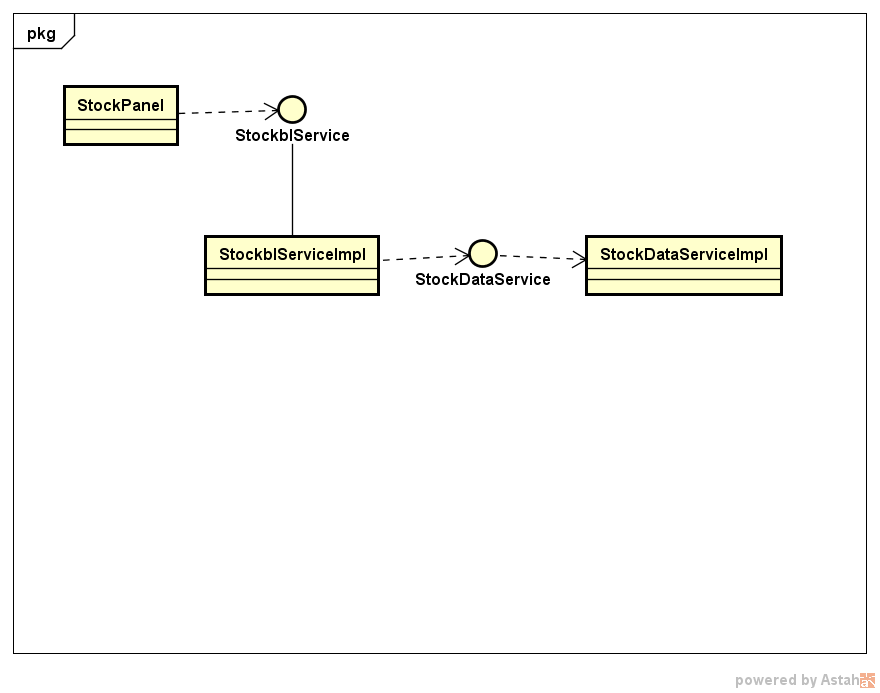 pkg
StockPanel
StockblService
StockblServiceImpl
StockDataService
StockDataServiceImpl
powered by Astah